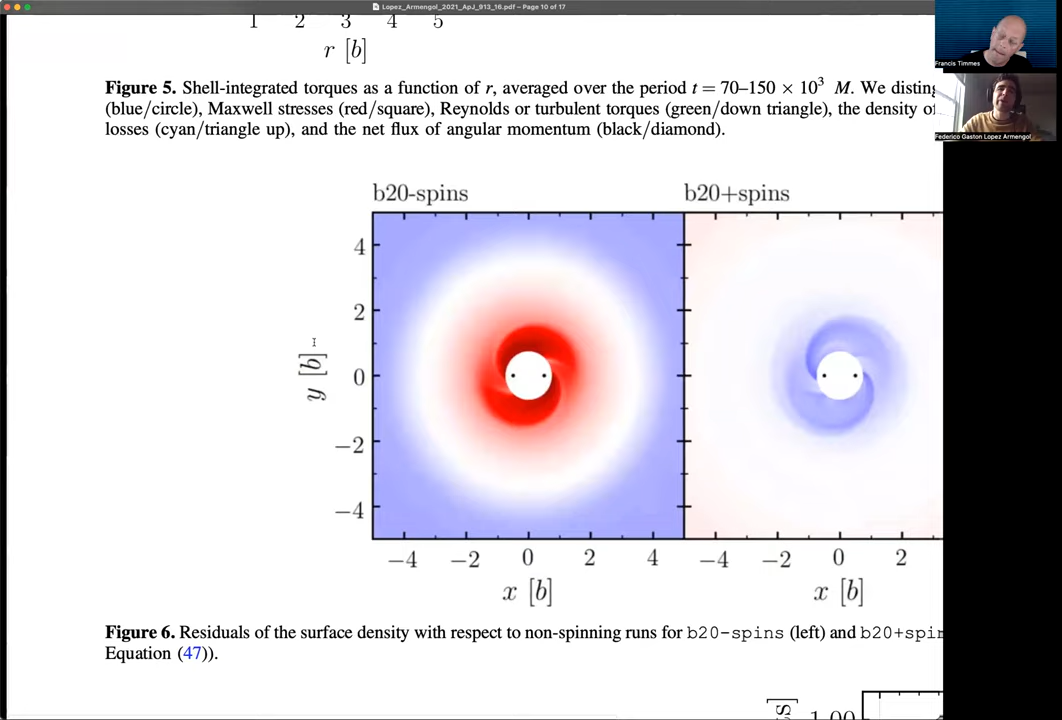 Lopez_Armengol_2021_ApJ_913_16.pdf – Page 10 of 17
Francis Timmes
Federico Gaston Lopez Armengol
1 2 3 4 5
r [b]
Figure 5. Shell-integrated torques as a function of r, averaged over the period t = 70–150 × 10³ M. We disting
(blue/circle), Maxwell stresses (red/square), Reynolds or turbulent torques (green/down triangle), the density of
losses (cyan/triangle up), and the net flux of angular momentum (black/diamond).
b20-spins b20+spins
4
2
0
−2
−4
y [b]
−4 −2 0 2 4 −4 −2 0 2
x [b] x [b]
Figure 6. Residuals of the surface density with respect to non-spinning runs for b20-spins (left) and b20+spin
Equation (47)).
1.00